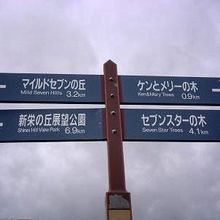 マイルドセブンの丘
Mild Seven Hills 3.2km
ケンとメリーの木
Ken&Mary Trees 0.9km
新栄の丘展望公園
Shinei Hill View Park 6.9km
セブンスターの木
Seven Star Trees 4.1km